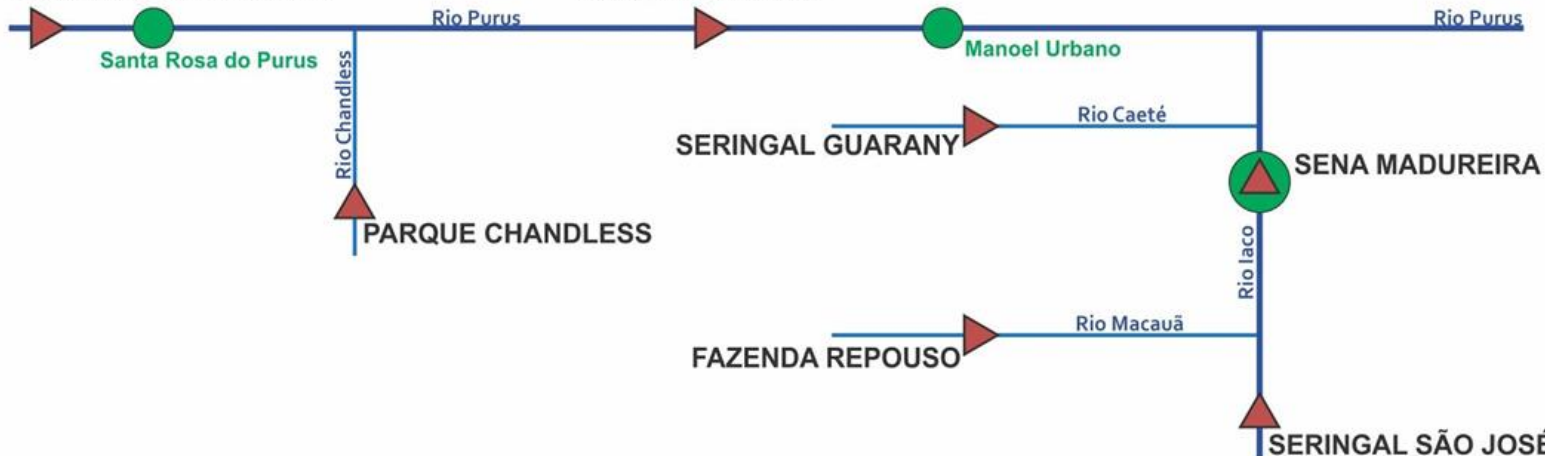 Rio Purus
Rio Purus
Santa Rosa do Purus
Manoel Urbano
Rio Chandless
Rio Caeté
SERINGAL GUARANY
SENA MADUREIRA
PARQUE CHANDLESS
Rio Iaco
Rio Macauã
FAZENDA REPOUSO
SERINGAL SÃO JOSÉ